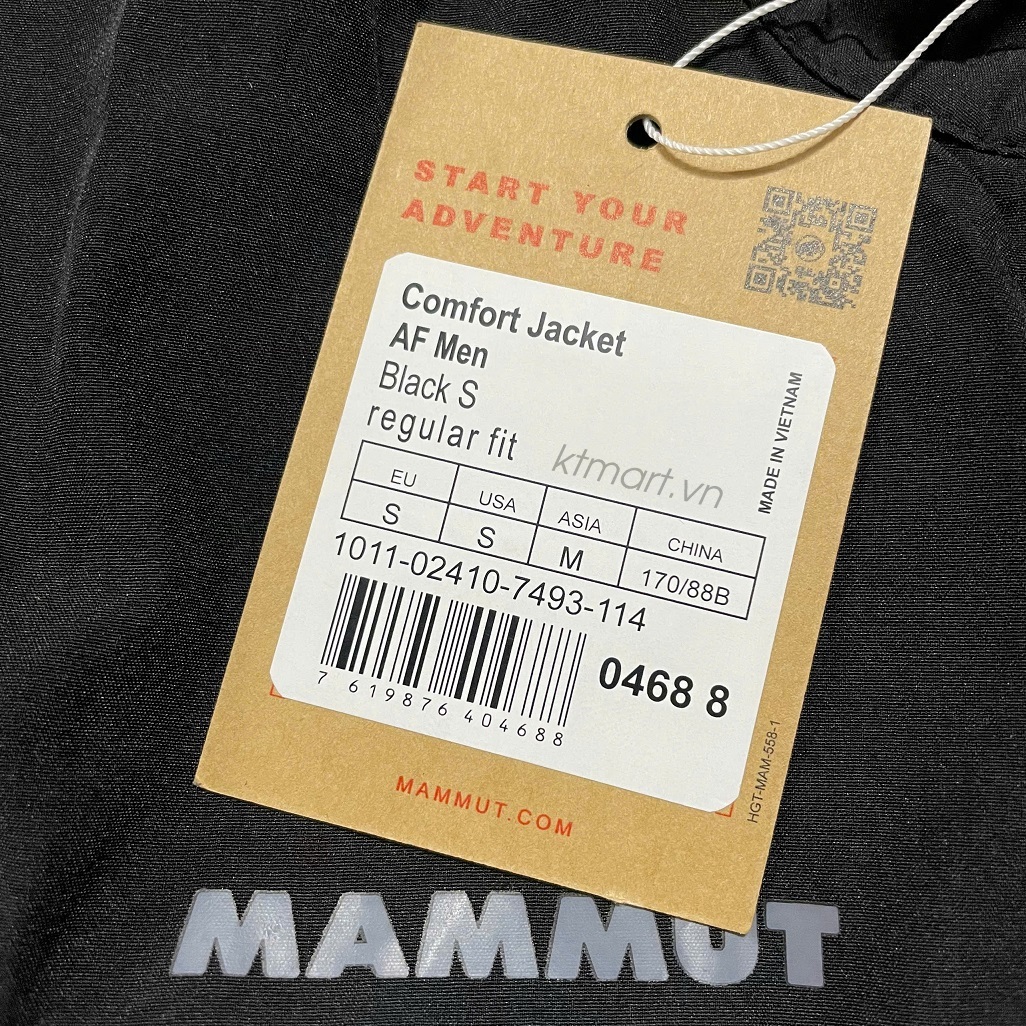 START YOUR
ADVENTURE
Comfort Jacket
AF Men
Black S
regular fit
ktmart.vn
MADE IN VIETNAM
EU USA ASIA CHINA
S S M 170/88B
1011-02410-7493-114
0468 8
7 619876 404688
HGT-MAM-558-1
MAMMUT.COM
MAMMUT